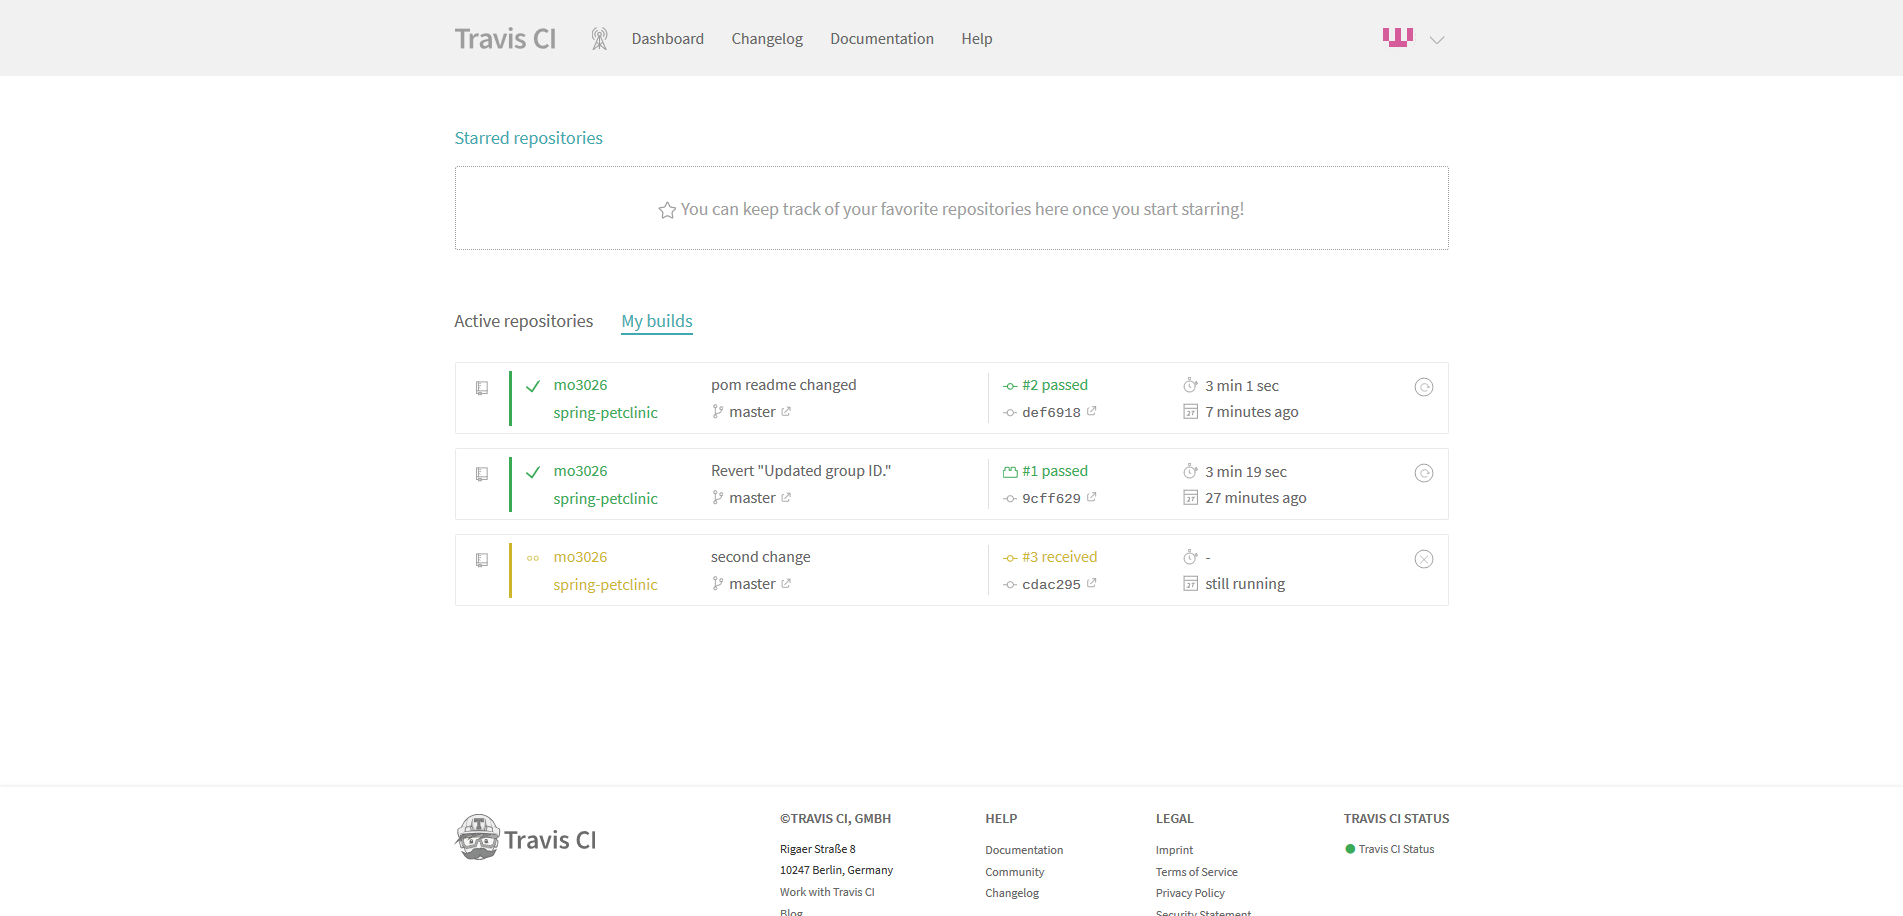 Travis CI
Dashboard
Changelog
Documentation
Help
Starred repositories
You can keep track of your favorite repositories here once you start starring!
Active repositories
My builds
mo3026
spring-petclinic
pom readme changed
master
#2 passed
def6918
3 min 1 sec
7 minutes ago
mo3026
spring-petclinic
Revert "Updated group ID."
master
#1 passed
9cff629
3 min 19 sec
27 minutes ago
mo3026
spring-petclinic
second change
master
#3 received
cdac295
-
still running
Travis CI
©TRAVIS CI, GMBH
Rigaer Straße 8
10247 Berlin, Germany
Work with Travis CI
Blog
HELP
Documentation
Community
Changelog
LEGAL
Imprint
Terms of Service
Privacy Policy
Security Statement
TRAVIS CI STATUS
Travis CI Status